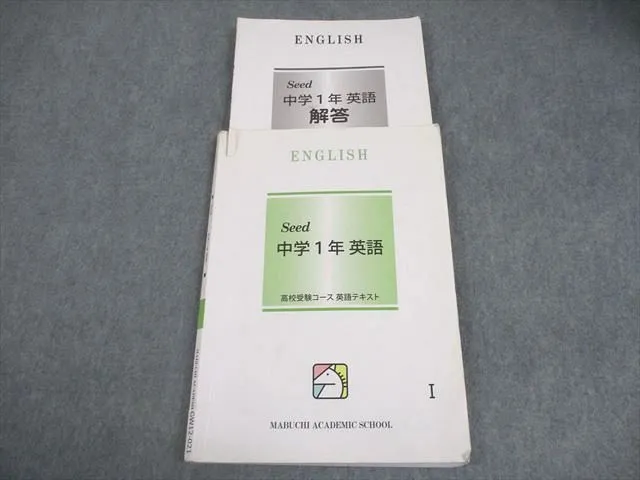 ENGLISH
Seed
中学1年 英語
解答
ENGLISH
Seed
中学1年 英語
高校受験コース 英語テキスト
I
MABUCHI ACADEMIC SCHOOL